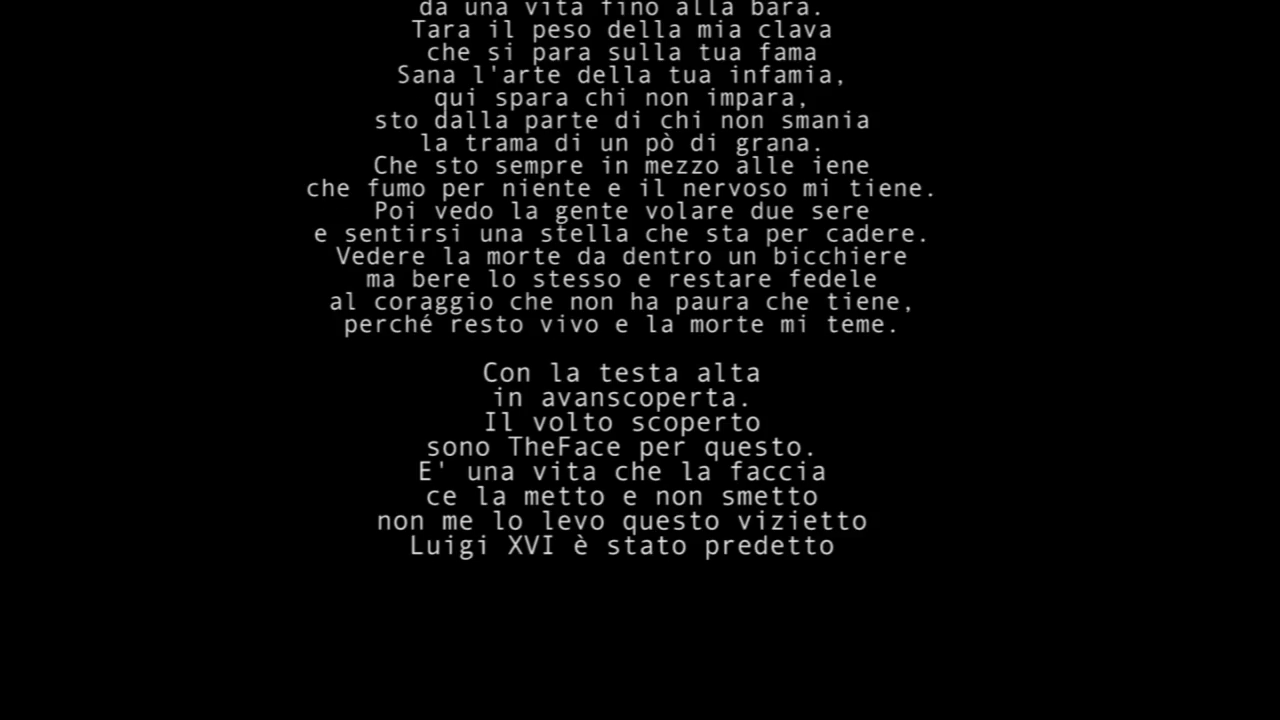 da una vita fino alla bara.
Tara il peso della mia clava
che si para sulla tua fama
Sana l'arte della tua infamia,
qui spara chi non impara,
sto dalla parte di chi non smania
la trama di un pò di grana.
Che sto sempre in mezzo alle iene
che fumo per niente e il nervoso mi tiene.
Poi vedo la gente volare due sere
e sentirsi una stella che sta per cadere.
Vedere la morte da dentro un bicchiere
ma bere lo stesso e restare fedele
al coraggio che non ha paura che tiene,
perché resto vivo e la morte mi teme.
Con la testa alta
in avanscoperta.
Il volto scoperto
sono TheFace per questo.
E' una vita che la faccia
ce la metto e non smetto
non me lo levo questo vizietto
Luigi XVI è stato predetto